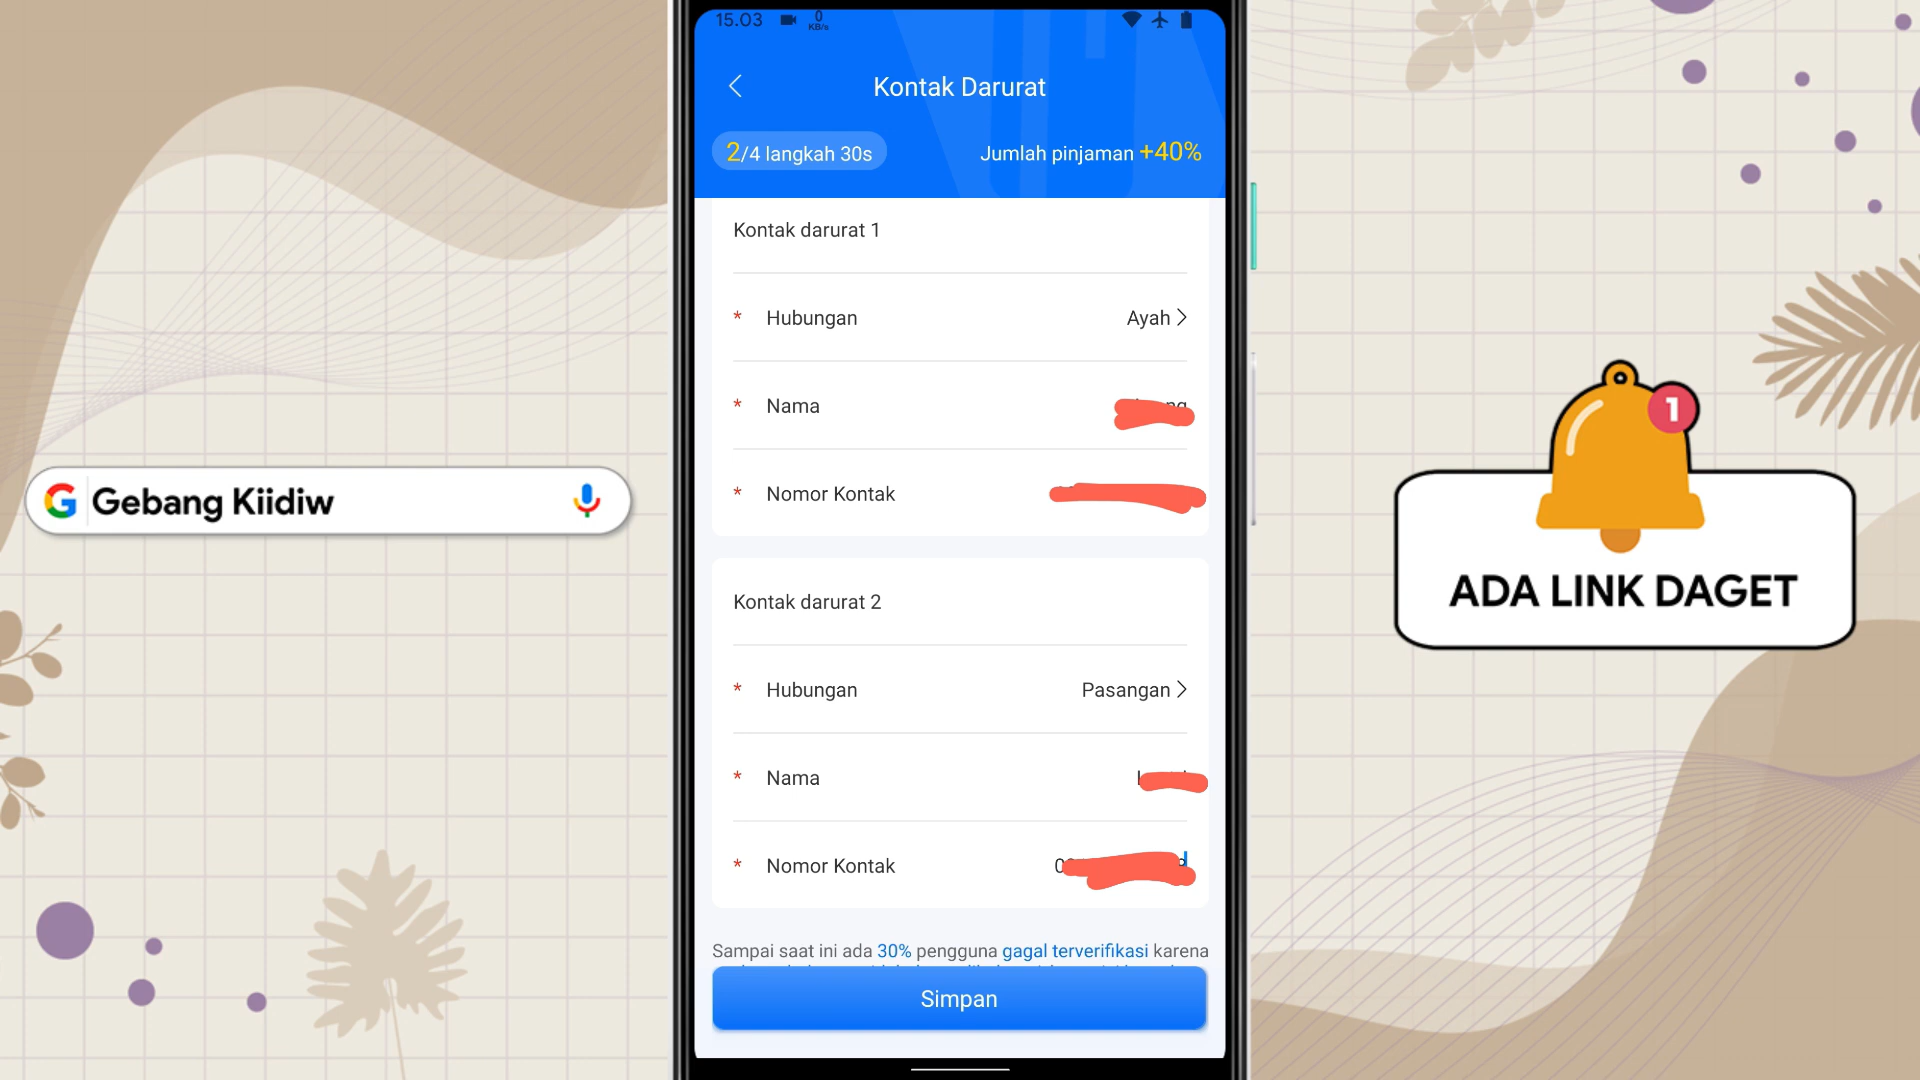 15.03
0
KB/s
Kontak Darurat
2/4 langkah 30s
Jumlah pinjaman +40%
Kontak darurat 1
* Hubungan
Ayah
* Nama
* Nomor Kontak
Kontak darurat 2
* Hubungan
Pasangan
* Nama
* Nomor Kontak
Sampai saat ini ada 30% pengguna gagal terverifikasi karena
Simpan
G Gebang Kiidiw
1
ADA LINK DAGET